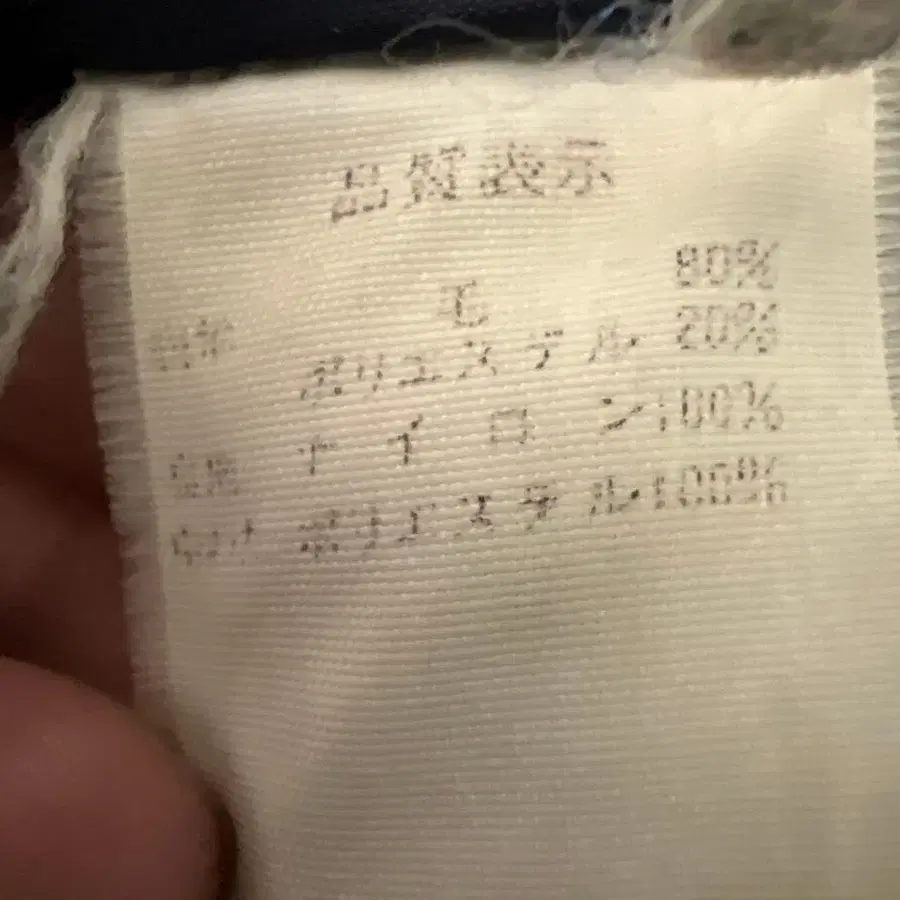 品質表示
毛 80%
ポリエステル 20%
ナイロン 100%
ポリエステル 100%